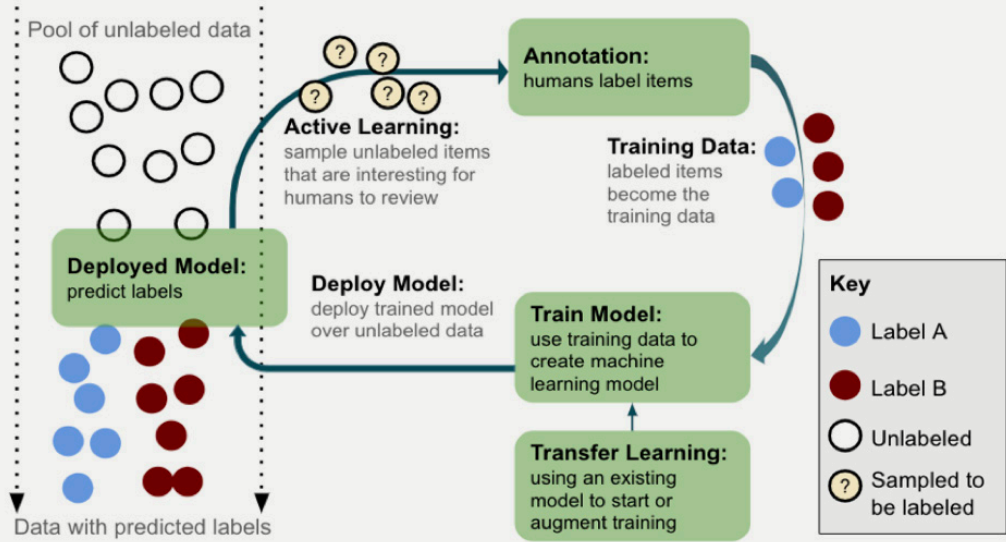 Pool of unlabeled data
?
?
?
?
?
Annotation:
humans label items
Active Learning:
sample unlabeled items
that are interesting for
humans to review
Training Data:
labeled items
become the
training data
Deployed Model:
predict labels
Deploy Model:
deploy trained model
over unlabeled data
Train Model:
use training data to
create machine
learning model
Transfer Learning:
using an existing
model to start or
augment training
Data with predicted labels
Key
Label A
Label B
Unlabeled
?
Sampled to
be labeled